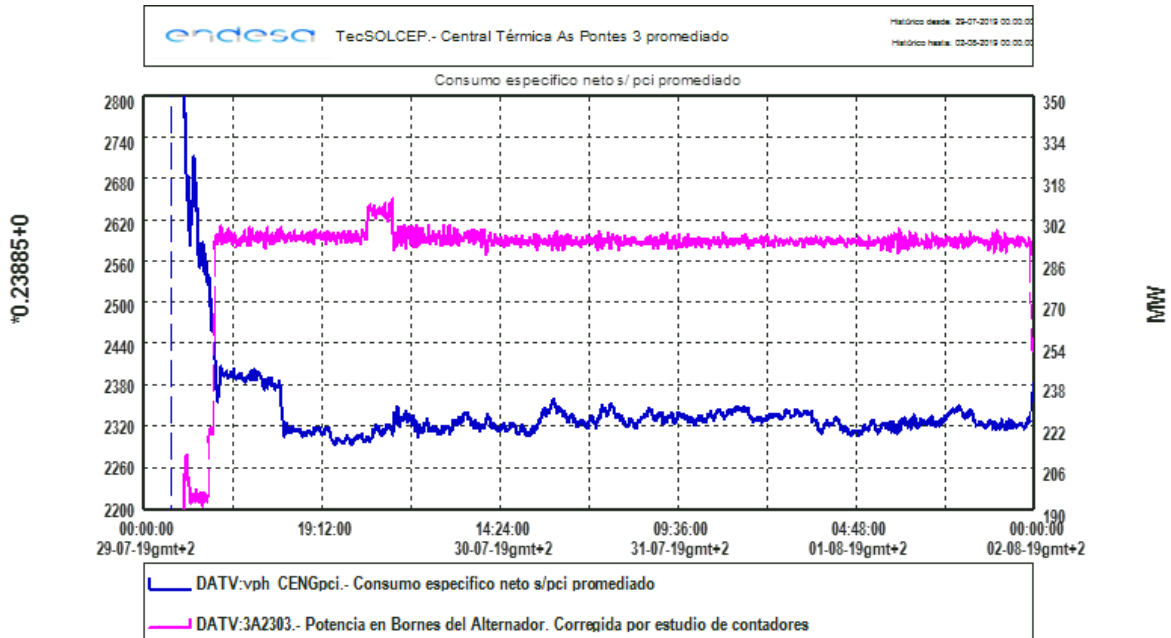 endesa TecSOLCEP.- Central Térmica As Pontes 3 promediado
Histórico desde: 29-07-2019 00:00:00
Histórico hasta: 02-08-2019 00:00:00
Consumo específico neto s/ pci promediado
*0.23885+0
2800
2740
2680
2620
2560
2500
2440
2380
2320
2260
2200
350
334
318
302
286
270
254
238
222
206
190
MW
00:00:00 19:12:00 14:24:00 09:36:00 04:48:00 00:00:00
29-07-19gmt+2 30-07-19gmt+2 31-07-19gmt+2 01-08-19gmt+2 02-08-19gmt+2
DATV:vph CENGpci.- Consumo especifico neto s/pci promediado
DATV:3A2303.- Potencia en Bornes del Alternador. Corregida por estudio de contadores